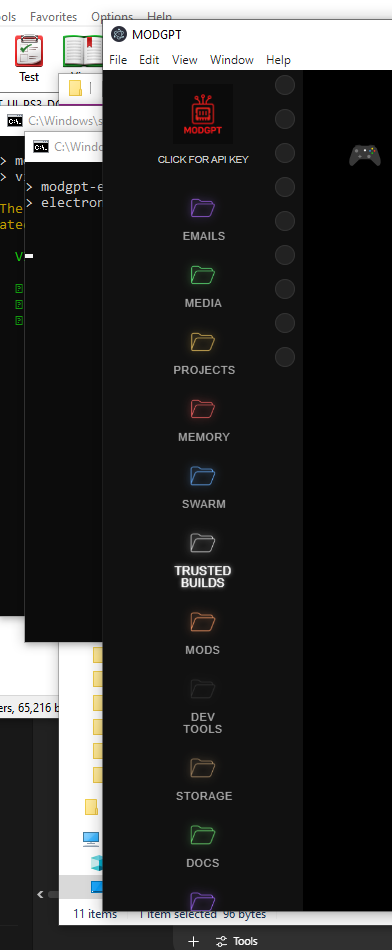 ols Favorites Options Help
Test
MODGPT
File Edit View Window Help
C:\Windows\s
C:\Windo
> m
> v
> modgpt-e
> electron
The
ate
V
MODGPT
CLICK FOR API KEY
EMAILS
MEDIA
PROJECTS
MEMORY
SWARM
TRUSTED
BUILDS
MODS
DEV
TOOLS
STORAGE
DOCS
ers, 65,216 b
11 items
1 item selected 96 bytes
Tools